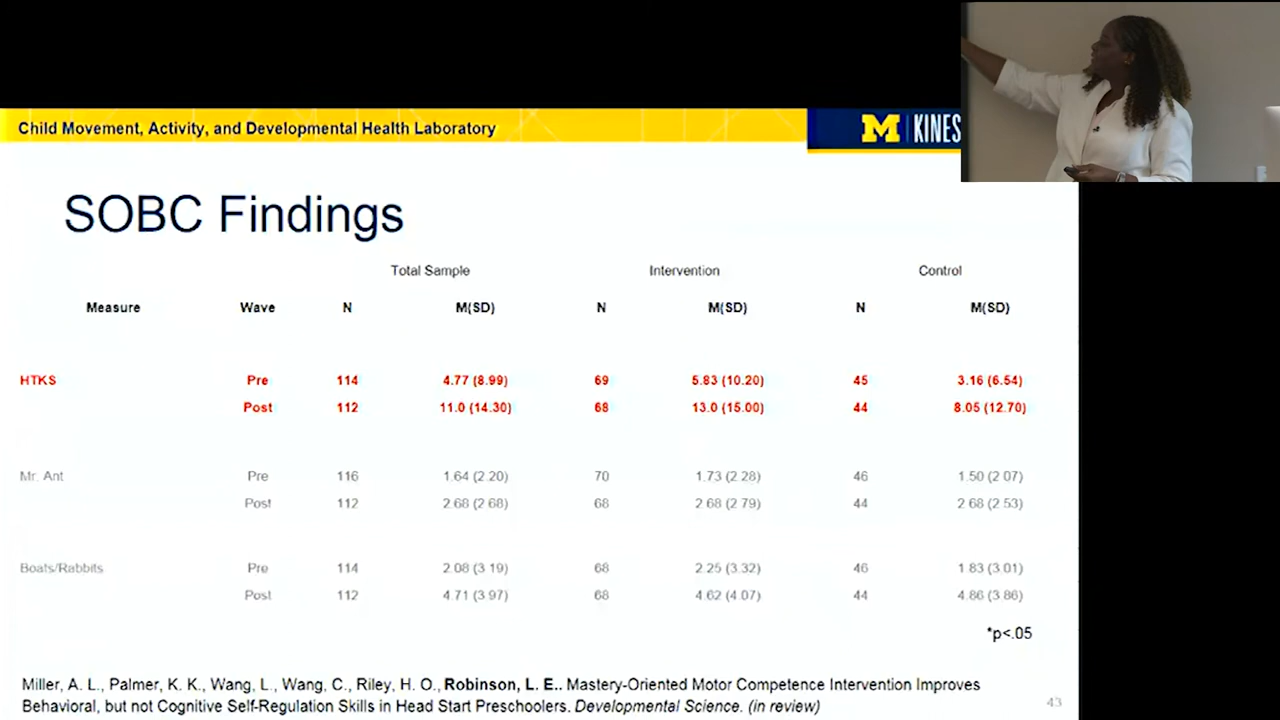 Child Movement, Activity, and Developmental Health Laboratory
M KINES
SOBC Findings
Total Sample Intervention Control
Measure Wave N M(SD) N M(SD) N M(SD)
HTKS Pre 114 4.77 (8.99) 69 5.83 (10.20) 45 3.16 (6.54)
Post 112 11.0 (14.30) 68 13.0 (15.00) 44 8.05 (12.70)
Mr. Ant Pre 116 1.64 (2.20) 70 1.73 (2.28) 46 1.50 (2.07)
Post 112 2.68 (2.68) 68 2.68 (2.79) 44 2.68 (2.53)
Boats/Rabbits Pre 114 2.08 (3.19) 68 2.25 (3.32) 46 1.83 (3.01)
Post 112 4.71 (3.97) 68 4.62 (4.07) 44 4.86 (3.86)
*p<.05
Miller, A. L., Palmer, K. K., Wang, L., Wang, C., Riley, H. O., Robinson, L. E.. Mastery-Oriented Motor Competence Intervention Improves
Behavioral, but not Cognitive Self-Regulation Skills in Head Start Preschoolers. Developmental Science. (in review)
43